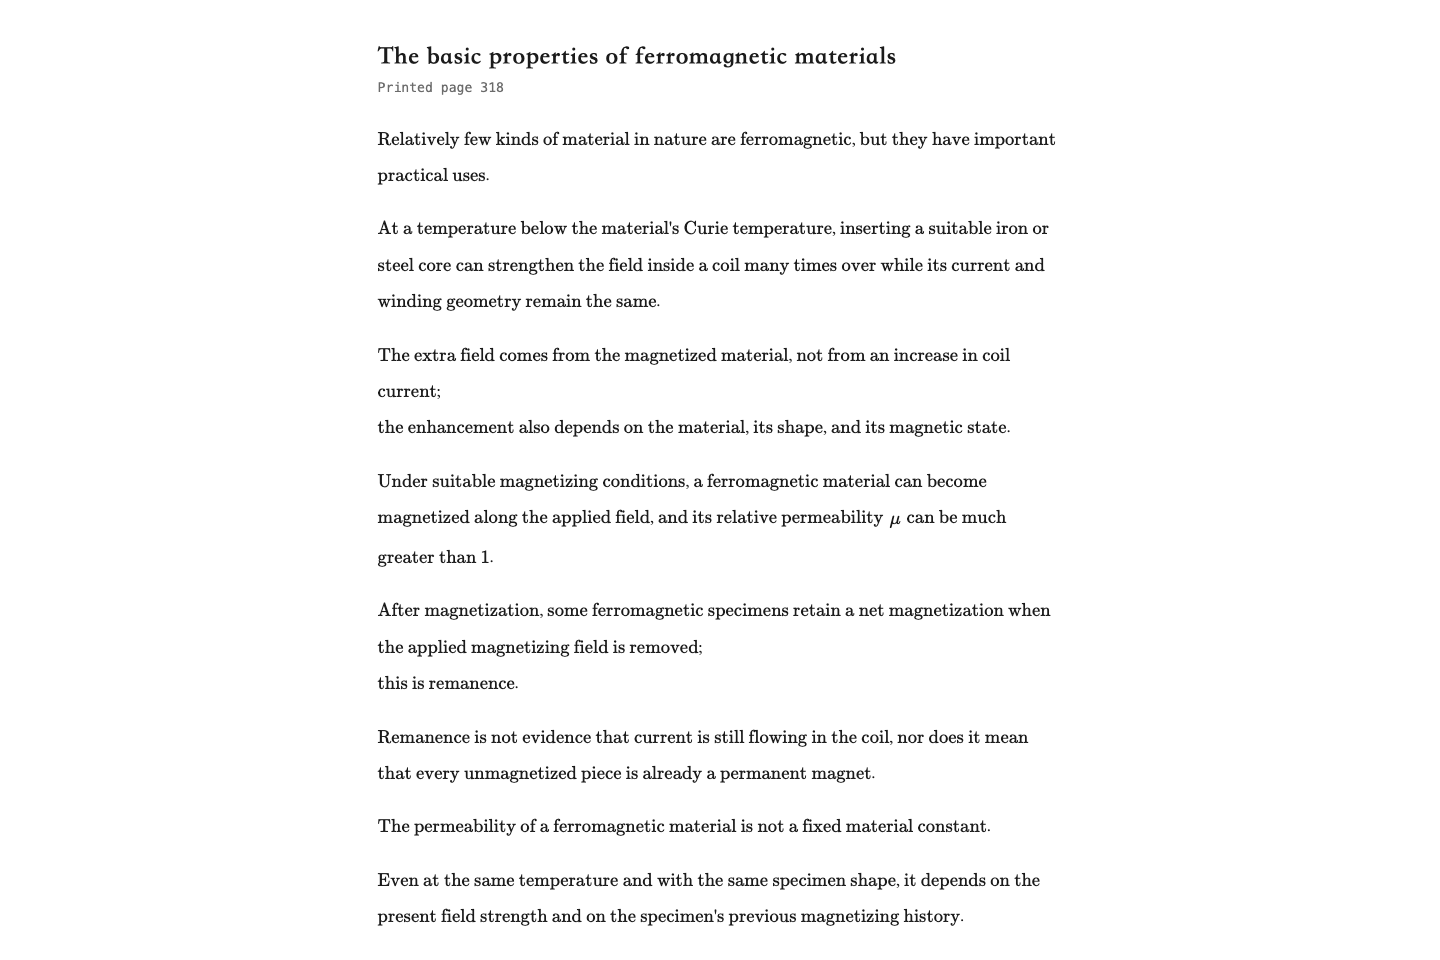 The basic properties of ferromagnetic materials
Printed page 318
Relatively few kinds of material in nature are ferromagnetic, but they have important
practical uses.
At a temperature below the material's Curie temperature, inserting a suitable iron or
steel core can strengthen the field inside a coil many times over while its current and
winding geometry remain the same.
The extra field comes from the magnetized material, not from an increase in coil
current;
the enhancement also depends on the material, its shape, and its magnetic state.
Under suitable magnetizing conditions, a ferromagnetic material can become
magnetized along the applied field, and its relative permeability μ can be much
greater than 1.
After magnetization, some ferromagnetic specimens retain a net magnetization when
the applied magnetizing field is removed;
this is remanence.
Remanence is not evidence that current is still flowing in the coil, nor does it mean
that every unmagnetized piece is already a permanent magnet.
The permeability of a ferromagnetic material is not a fixed material constant.
Even at the same temperature and with the same specimen shape, it depends on the
present field strength and on the specimen's previous magnetizing history.